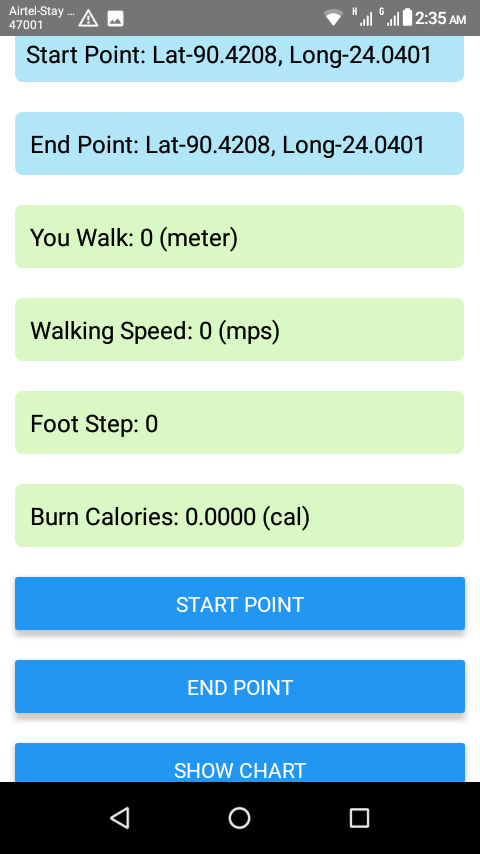 Airtel-Stay ...
47001
H
G
2:35 AM
Start Point: Lat-90.4208, Long-24.0401
End Point: Lat-90.4208, Long-24.0401
You Walk: 0 (meter)
Walking Speed: 0 (mps)
Foot Step: 0
Burn Calories: 0.0000 (cal)
START POINT
END POINT
SHOW CHART